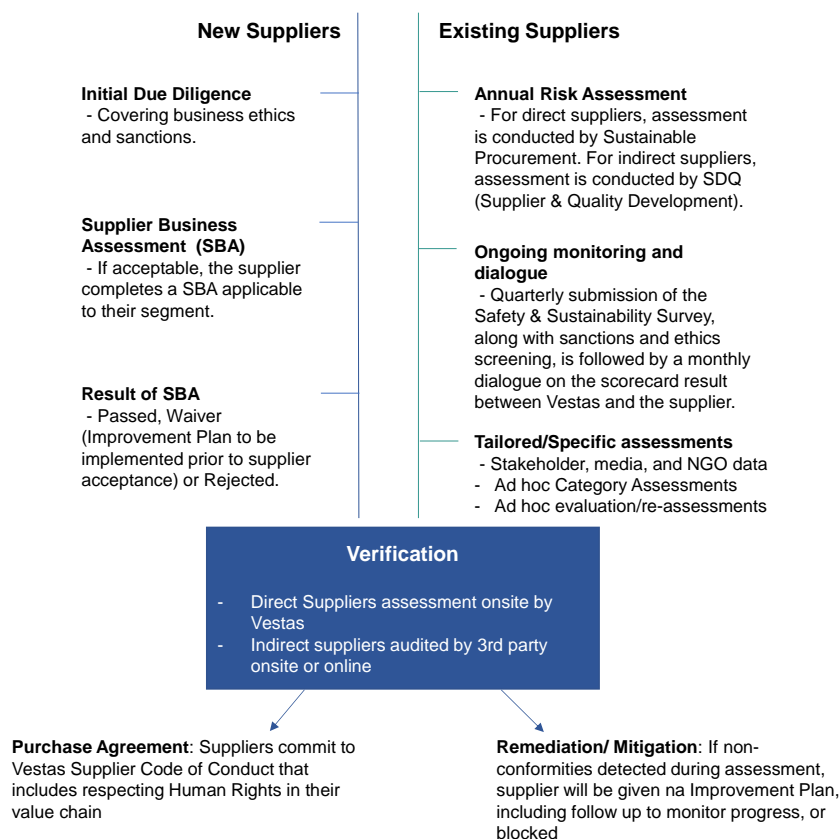 New Suppliers
Initial Due Diligence
- Covering business ethics
and sanctions.
Supplier Business
Assessment (SBA)
- If acceptable, the supplier
completes a SBA applicable
to their segment.
Result of SBA
- Passed, Waiver
(Improvement Plan to be
implemented prior to supplier
acceptance) or Rejected.
Existing Suppliers
Annual Risk Assessment
- For direct suppliers, assessment
is conducted by Sustainable
Procurement. For indirect suppliers,
assessment is conducted by SDQ
(Supplier & Quality Development).
Ongoing monitoring and
dialogue
- Quarterly submission of the
Safety & Sustainability Survey,
along with sanctions and ethics
screening, is followed by a monthly
dialogue on the scorecard result
between Vestas and the supplier.
Tailored/Specific assessments
- Stakeholder, media, and NGO data
- Ad hoc Category Assessments
- Ad hoc evaluation/re-assessments
Verification
- Direct Suppliers assessment onsite by
Vestas
- Indirect suppliers audited by 3rd party
onsite or online
Purchase Agreement: Suppliers commit to
Vestas Supplier Code of Conduct that
includes respecting Human Rights in their
value chain
Remediation/ Mitigation: If non-
conformities detected during assessment,
supplier will be given na Improvement Plan,
including follow up to monitor progress, or
blocked